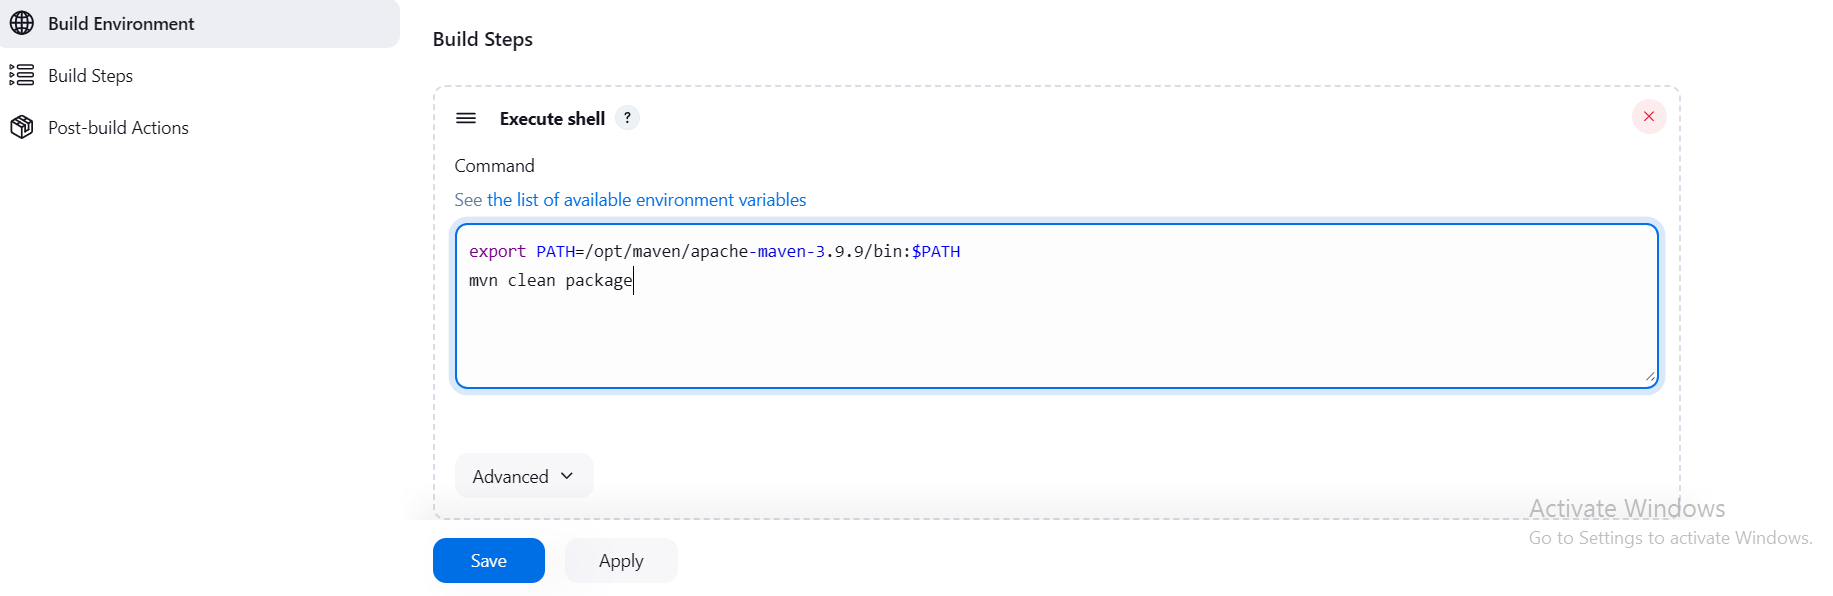 Build Environment
Build Steps
Post-build Actions
Build Steps
Execute shell ?
Command
See the list of available environment variables
export PATH=/opt/maven/apache-maven-3.9.9/bin:$PATH
mvn clean package
Advanced
Save
Apply
Activate Windows
Go to Settings to activate Windows.